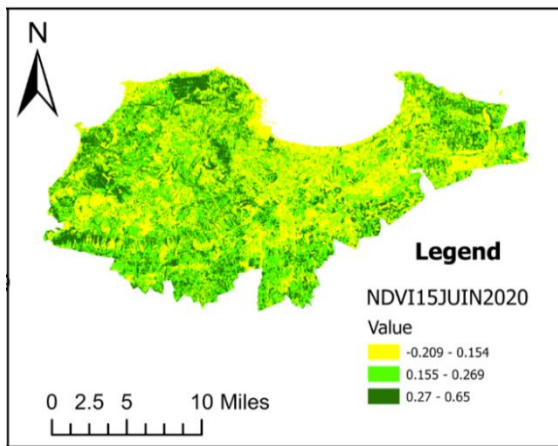 N
Legend
NDVI15JUIN2020
Value
-0.209 - 0.154
0.155 - 0.269
0.27 - 0.65
0 2.5 5 10 Miles